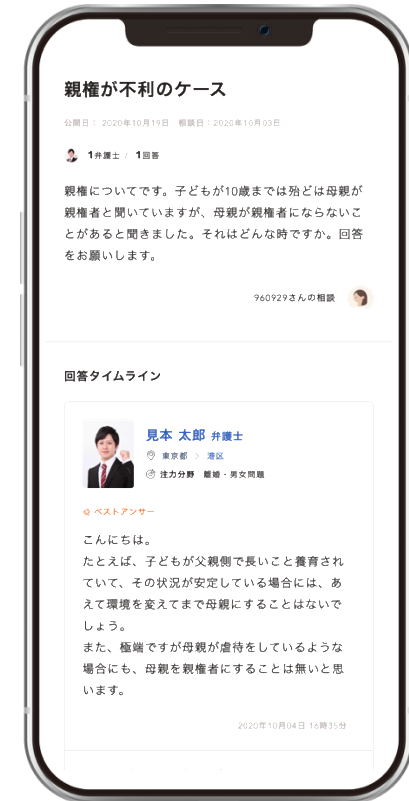 親権が不利のケース
公開日： 2020年10月19日 相談日：2020年10月03日
1弁護士 / 1回答
親権についてです。子どもが10歳までは殆どは母親が
親権者と聞いていますが、母親が親権者にならないこ
とがあると聞きました。それはどんな時ですか。回答
をお願いします。
960929さんの相談
回答タイムライン
見本 太郎 弁護士
東京都 > 港区
注力分野 離婚・男女問題
ベストアンサー
こんにちは。
たとえば、子どもが父親側で長いこと養育され
ていて、その状況が安定している場合には、あ
えて環境を変えてまで母親にすることはないで
しょう。
また、極端ですが母親が虐待をしているような
場合にも、母親を親権者にすることは無いと思
います。
2020年10月04日 16時35分